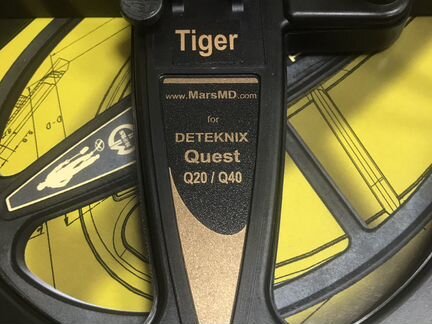 Tiger
www.MarsMD.com
for
DETEKNIX
Quest
Q20 / Q40